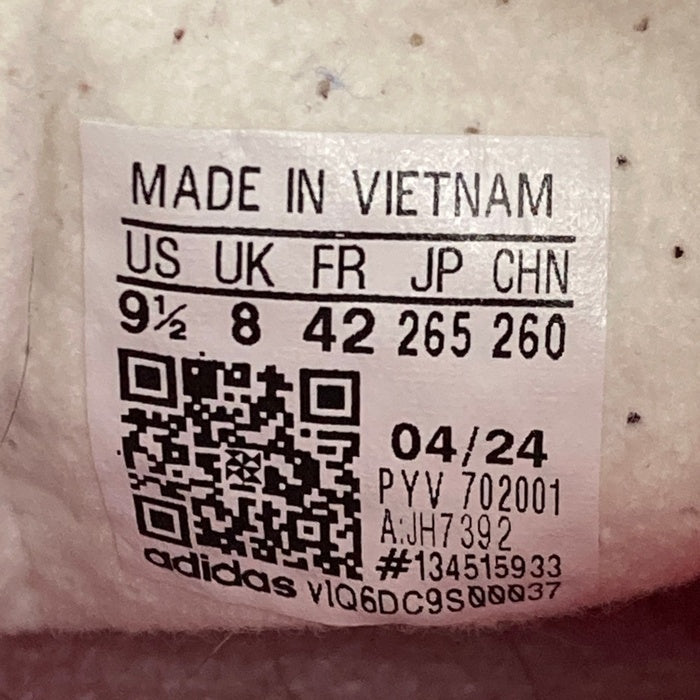 MADE IN VIETNAM
US UK FR JP CHN
9½ 8 42 265 260
04/24
PYV 702001
A:JH7392
#134515933
adidas V1Q6DC9S00037